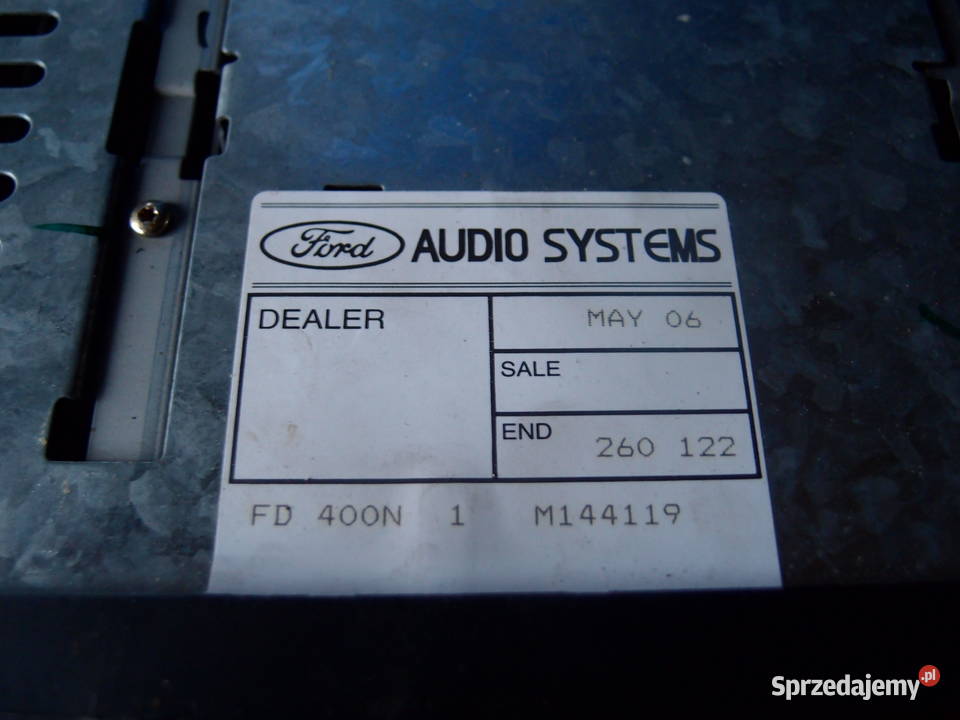 Ford AUDIO SYSTEMS
DEALER
MAY 06
SALE
END
260 122
FD 400N 1 M144119
Sprzedajemy.pl